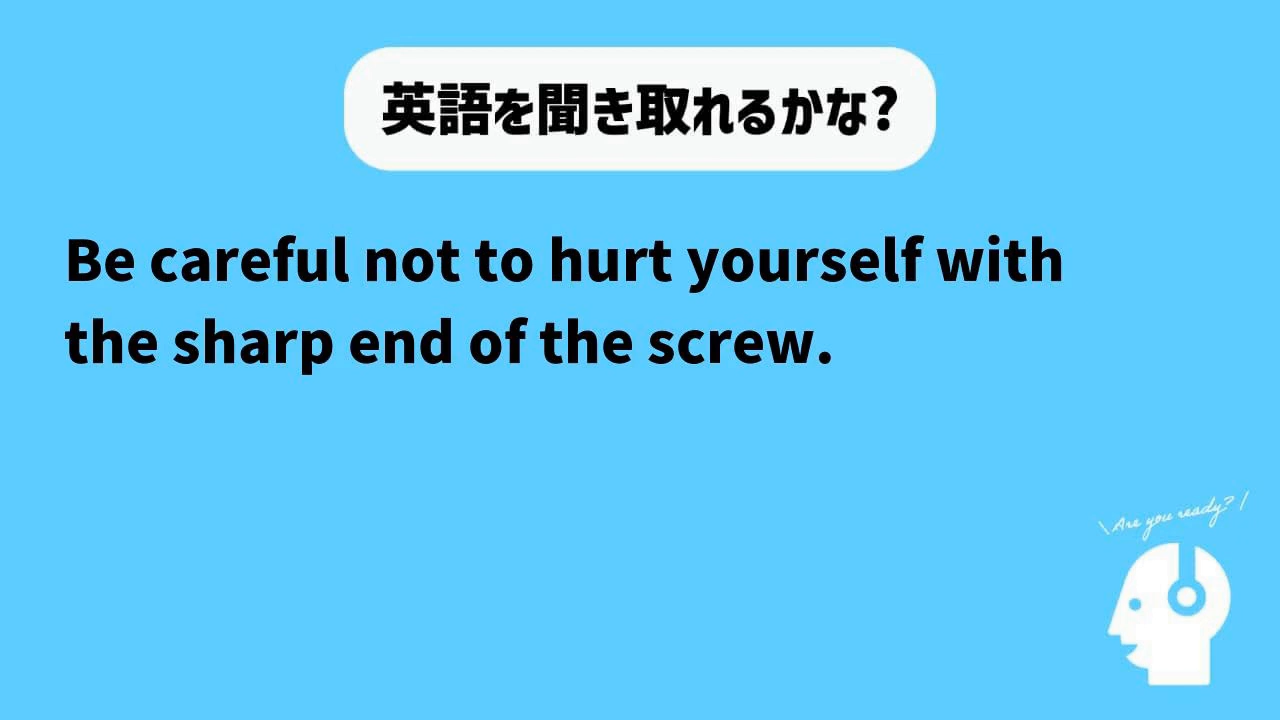 英語を聞き取れるかな?
Be careful not to hurt yourself with
the sharp end of the screw.
\ Are you ready? /